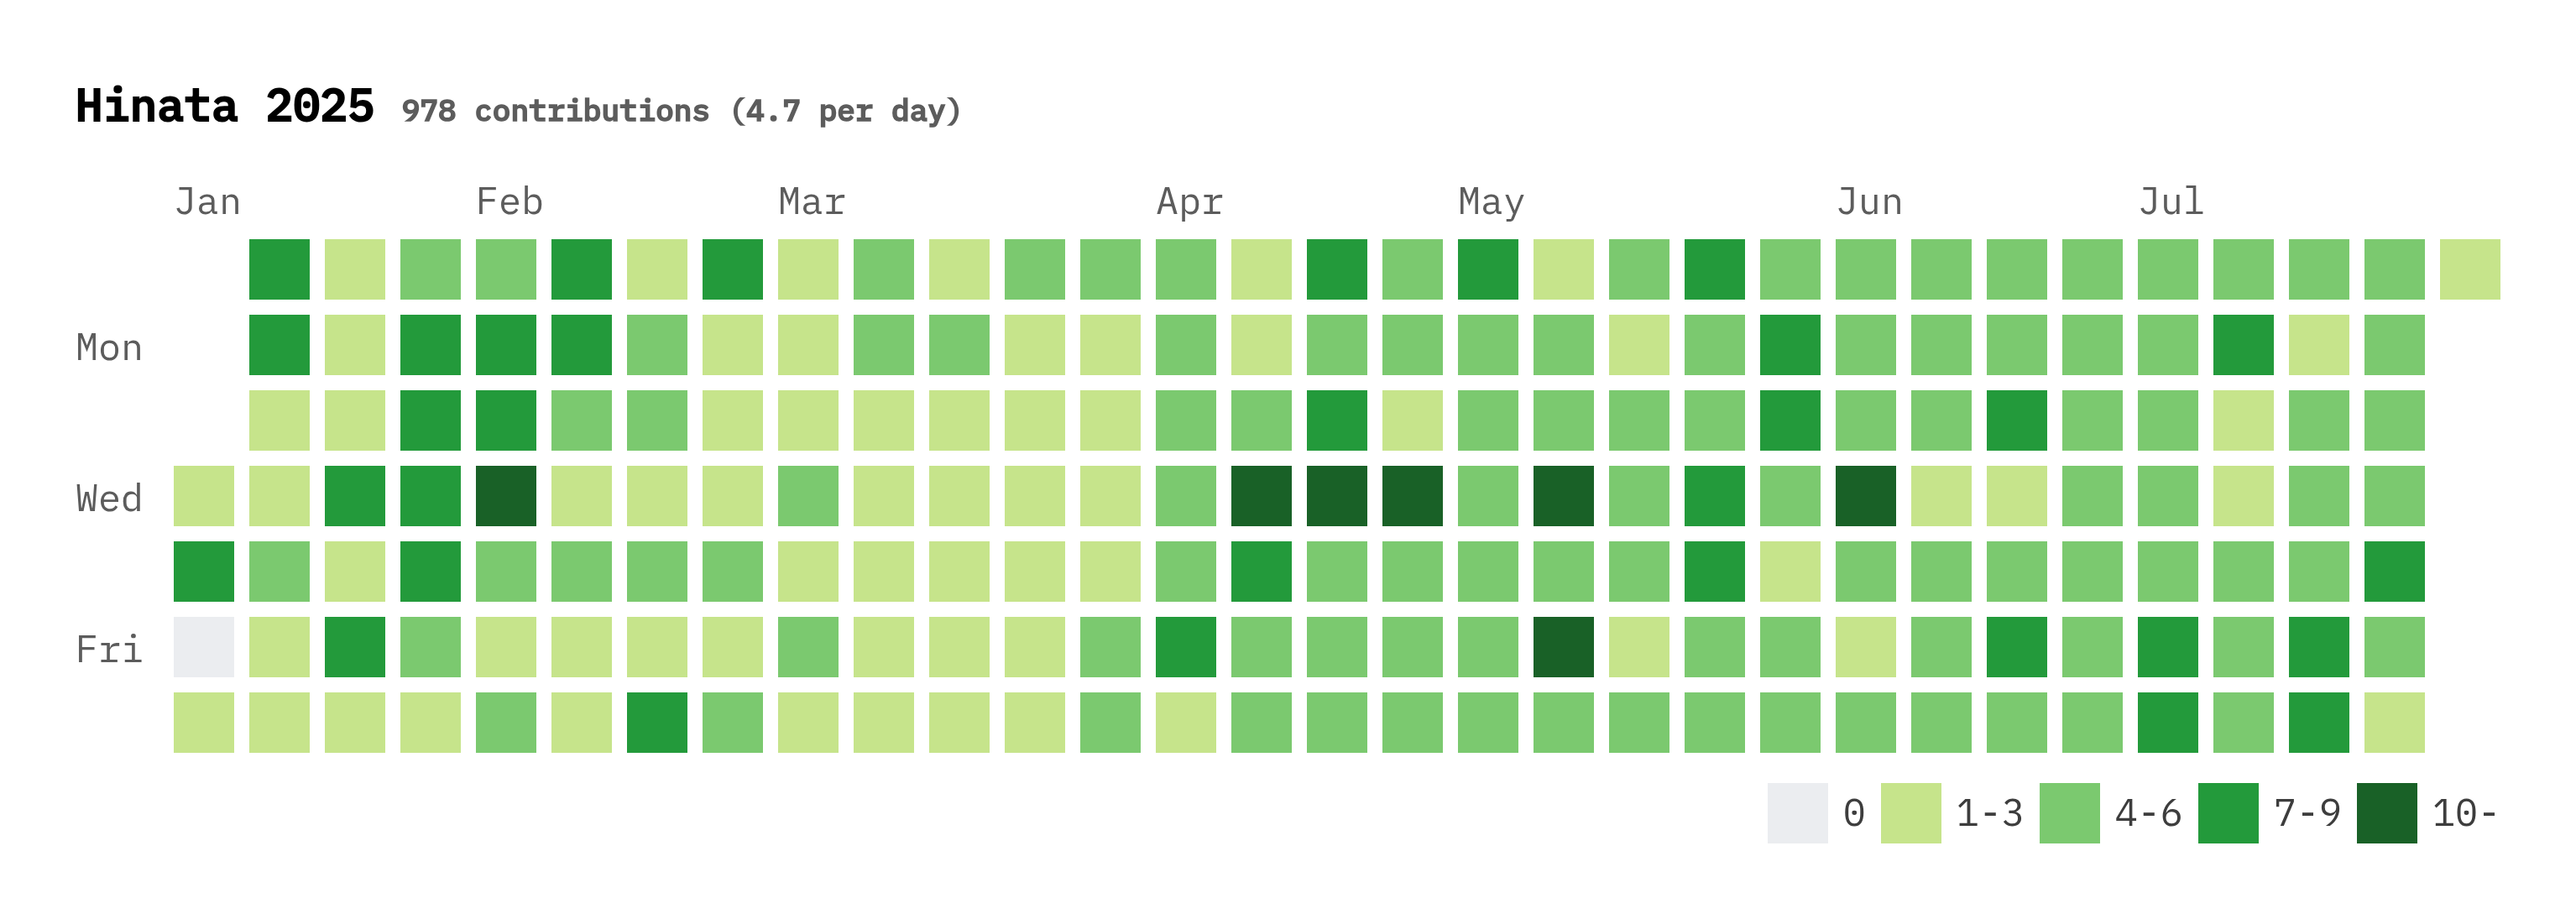 Hinata 2025 978 contributions (4.7 per day)
Jan Feb Mar Apr May Jun Jul
Mon
Wed
Fri
0 1-3 4-6 7-9 10-